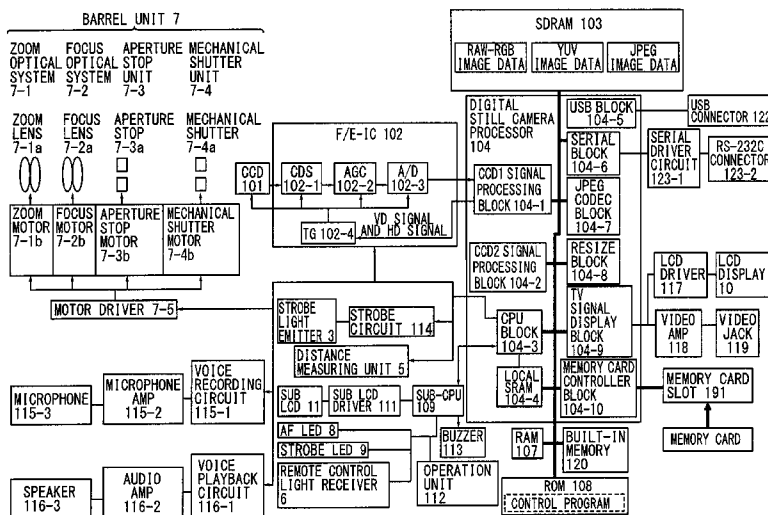 BARREL UNIT 7
ZOOM
OPTICAL
SYSTEM
7-1
FOCUS
OPTICAL
SYSTEM
7-2
APERTURE
STOP
UNIT
7-3
MECHANICAL
SHUTTER
UNIT
7-4
ZOOM
LENS
7-1a
FOCUS
LENS
7-2a
APERTURE
STOP
7-3a
MECHANICAL
SHUTTER
7-4a
ZOOM
MOTOR
7-1b
FOCUS
MOTOR
7-2b
APERTURE
STOP
MOTOR
7-3b
MECHANICAL
SHUTTER
MOTOR
7-4b
MOTOR DRIVER 7-5
F/E-IC 102
CCD
101
CDS
102-1
AGC
102-2
A/D
102-3
TG 102-4
VD SIGNAL
AND HD SIGNAL
SDRAM 103
RAW-RGB
IMAGE DATA
YUV
IMAGE DATA
JPEG
IMAGE DATA
DIGITAL
STILL CAMERA
PROCESSOR
104
CCD1 SIGNAL
PROCESSING
BLOCK 104-1
CCD2 SIGNAL
PROCESSING
BLOCK 104-2
CPU
BLOCK
104-3
LOCAL
SRAM
104-4
USB BLOCK
104-5
SERIAL
BLOCK
104-6
JPEG
CODEC
BLOCK
104-7
RESIZE
BLOCK
104-8
TV
SIGNAL
DISPLAY
BLOCK
104-9
MEMORY CARD
CONTROLLER
BLOCK
104-10
USB
CONNECTOR 122
SERIAL
DRIVER
CIRCUIT
123-1
RS-232C
CONNECTOR
123-2
LCD
DRIVER
117
LCD
DISPLAY
10
VIDEO
AMP
118
VIDEO
JACK
119
MEMORY CARD
SLOT 191
MEMORY CARD
STROBE
LIGHT
EMITTER 3
STROBE
CIRCUIT 114
DISTANCE
MEASURING UNIT 5
MICROPHONE
115-3
MICROPHONE
AMP
115-2
VOICE
RECORDING
CIRCUIT
115-1
SUB
LCD 11
SUB LCD
DRIVER 111
SUB-CPU
109
AF LED 8
STROBE LED 9
REMOTE CONTROL
LIGHT RECEIVER
6
BUZZER
113
OPERATION
UNIT
112
SPEAKER
116-3
AUDIO
AMP
116-2
VOICE
PLAYBACK
CIRCUIT
116-1
RAM
107
BUILT-IN
MEMORY
120
ROM 108
CONTROL PROGRAM